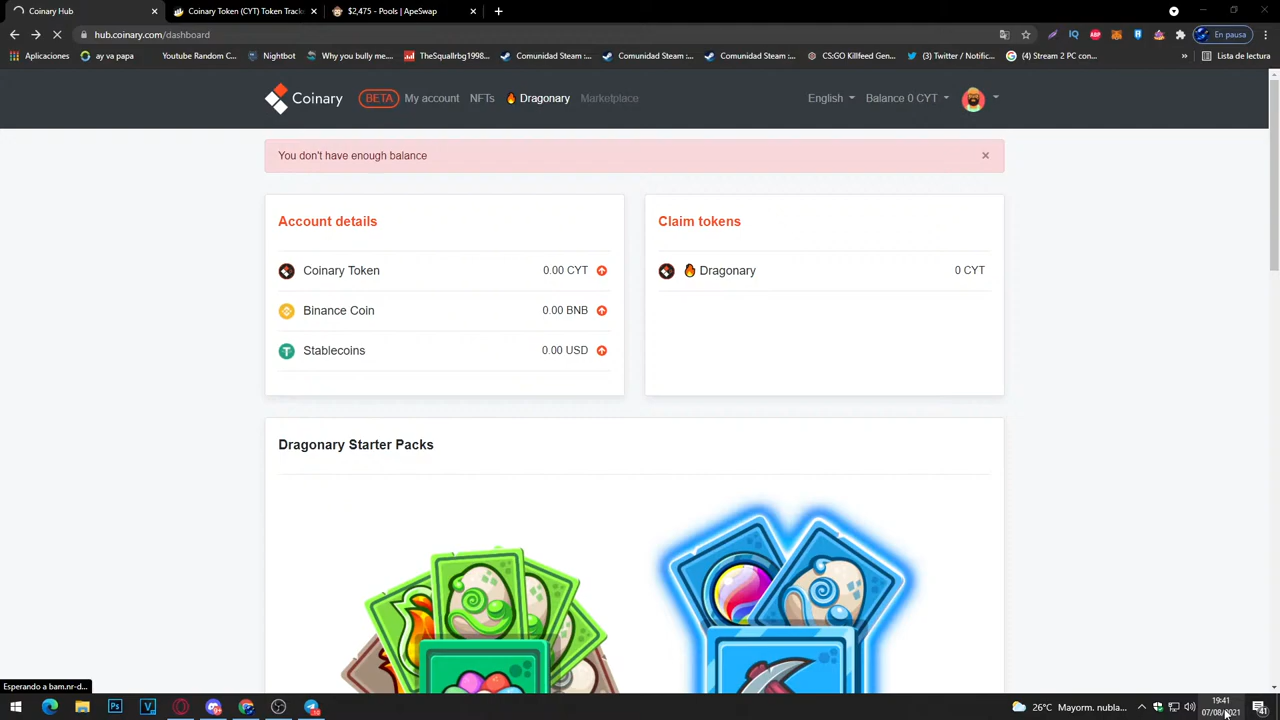 Coinary Hub
Coinary Token (CYT) Token Track
$2,475 - Pools | ApeSwap
hub.coinary.com/dashboard
En pausa
Aplicaciones
ay va papa
Youtube Random C...
Nightbot
Why you bully me....
TheSquallrbg1998...
Comunidad Steam :...
Comunidad Steam :...
Comunidad Steam :...
CS:GO Killfeed Gen...
(3) Twitter / Notific...
(4) Stream 2 PC con...
»
Lista de lectura
Coinary
BETA
My account
NFTs
Dragonary
Marketplace
English
Balance 0 CYT
You don't have enough balance
×
Account details
Coinary Token
0.00 CYT
Binance Coin
0.00 BNB
Stablecoins
0.00 USD
Claim tokens
Dragonary
0 CYT
Dragonary Starter Packs
Esperando a bam.nr-d...
26°C Mayorm. nubla...
19:41
07/08/2021